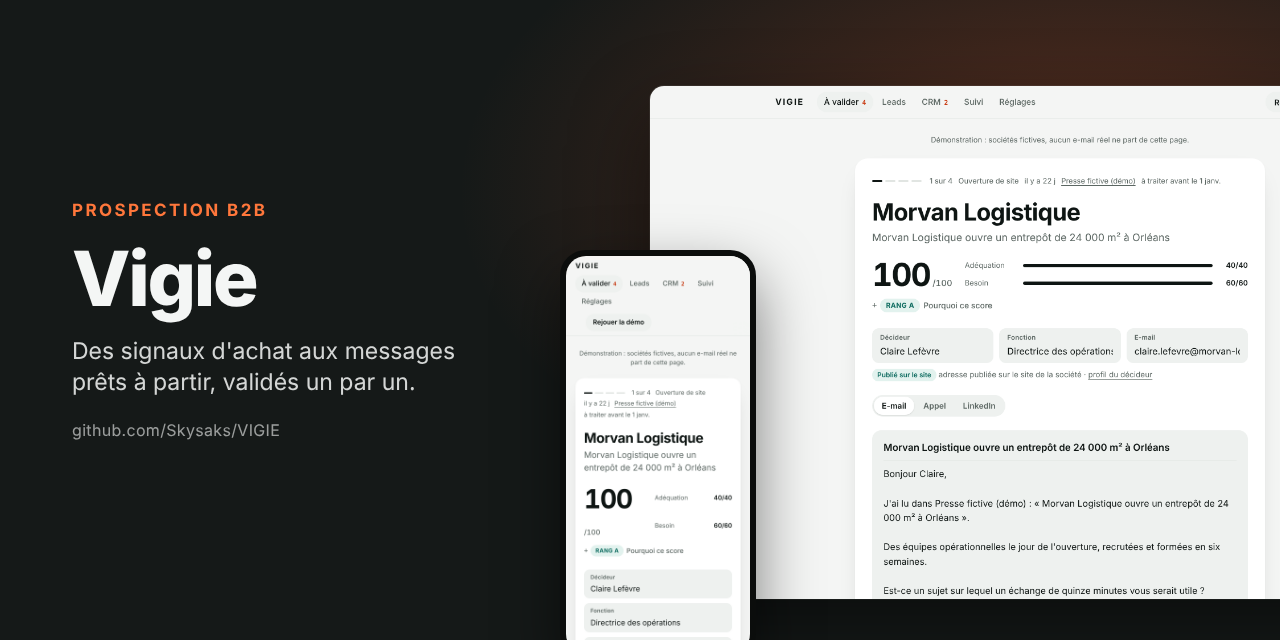 PROSPECTION B2B
Vigie
Des signaux d'achat aux messages
prêts à partir, validés un par un.
github.com/Skysaks/VIGIE
VIGIE À valider 4 Leads CRM 2 Suivi Réglages
Démonstration : sociétés fictives, aucun e-mail réel ne part de cette page.
1 sur 4 Ouverture de site il y a 22 j Presse fictive (démo) à traiter avant le 1 janv.
Morvan Logistique
Morvan Logistique ouvre un entrepôt de 24 000 m² à Orléans
100 /100
Adéquation 40/40
Besoin 60/60
+ RANG A Pourquoi ce score
Décideur Fonction E-mail
Claire Lefèvre Directrice des opérations claire.lefevre@morvan-l
Publié sur le site adresse publiée sur le site de la société · profil du décideur
E-mail Appel LinkedIn
Morvan Logistique ouvre un entrepôt de 24 000 m² à Orléans
Bonjour Claire,
J'ai lu dans Presse fictive (démo) : « Morvan Logistique ouvre un entrepôt de 24
000 m² à Orléans ».
Des équipes opérationnelles le jour de l'ouverture, recrutées et formées en six
semaines.
Est-ce un sujet sur lequel un échange de quinze minutes vous serait utile ?
VIGIE
À valider 4 Leads CRM 2 Suivi
Réglages
Rejouer la démo
Démonstration : sociétés fictives, aucun e-mail réel ne
part de cette page.
1 sur 4 Ouverture de site
il y a 22 j Presse fictive (démo)
à traiter avant le 1 janv.
Morvan Logistique
Morvan Logistique ouvre un
entrepôt de 24 000 m² à Orléans
100
/100
Adéquation 40/40
Besoin 60/60
+ RANG A Pourquoi ce score
Décideur
Claire Lefèvre
Fonction
Directrice des opérations